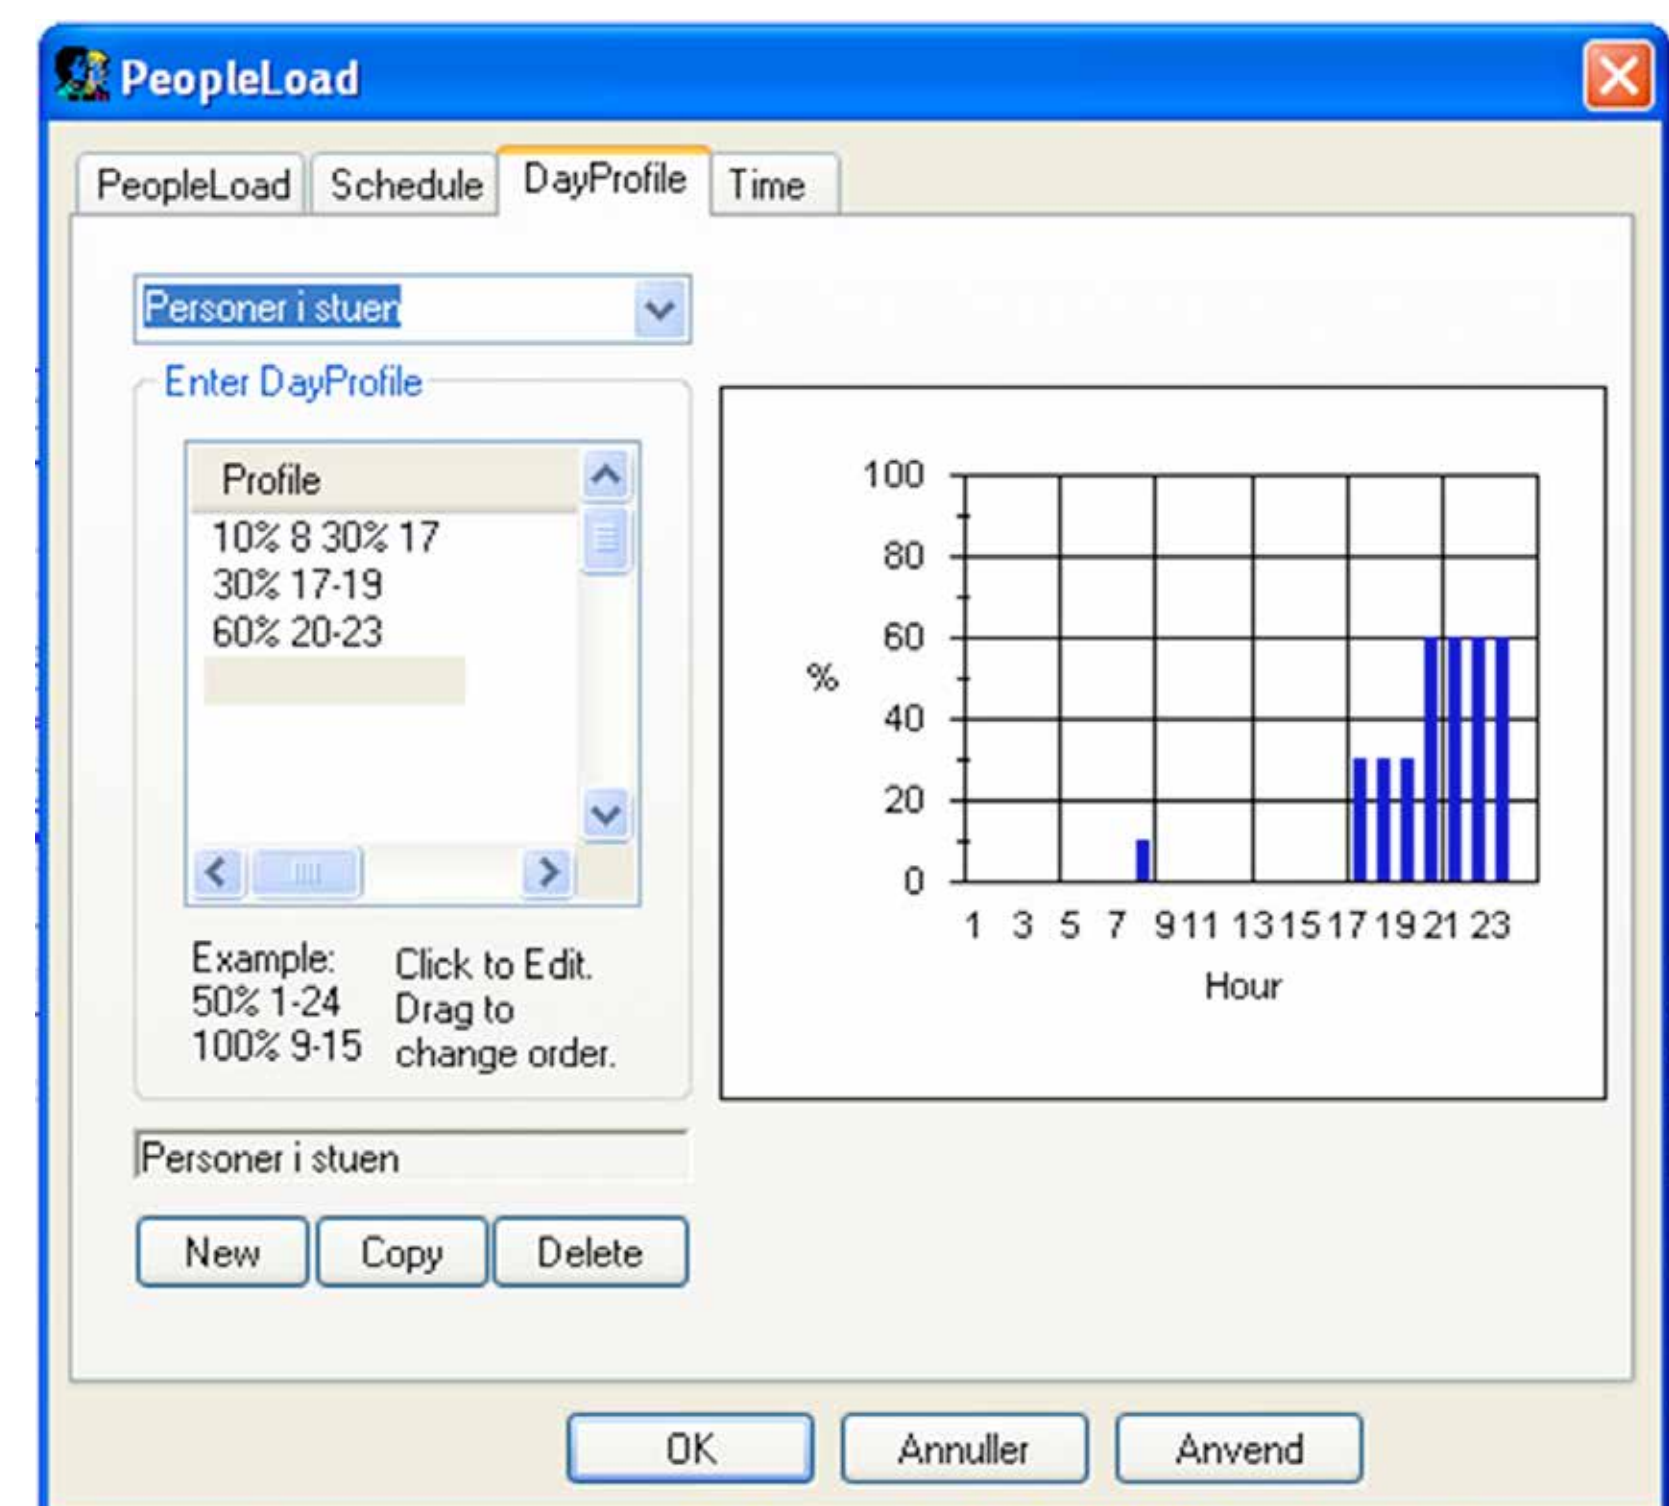 PeopleLoad
PeopleLoad Schedule DayProfile Time
Personer i stuen
Enter DayProfile
Profile
10% 8 30% 17
30% 17-19
60% 20-23
Example:
50% 1-24
100% 9-15
Click to Edit.
Drag to
change order.
100
80
60
40
20
0
%
1 3 5 7 9 11 13 15 17 19 21 23
Hour
Personer i stuen
New Copy Delete
OK Annuller Anvend